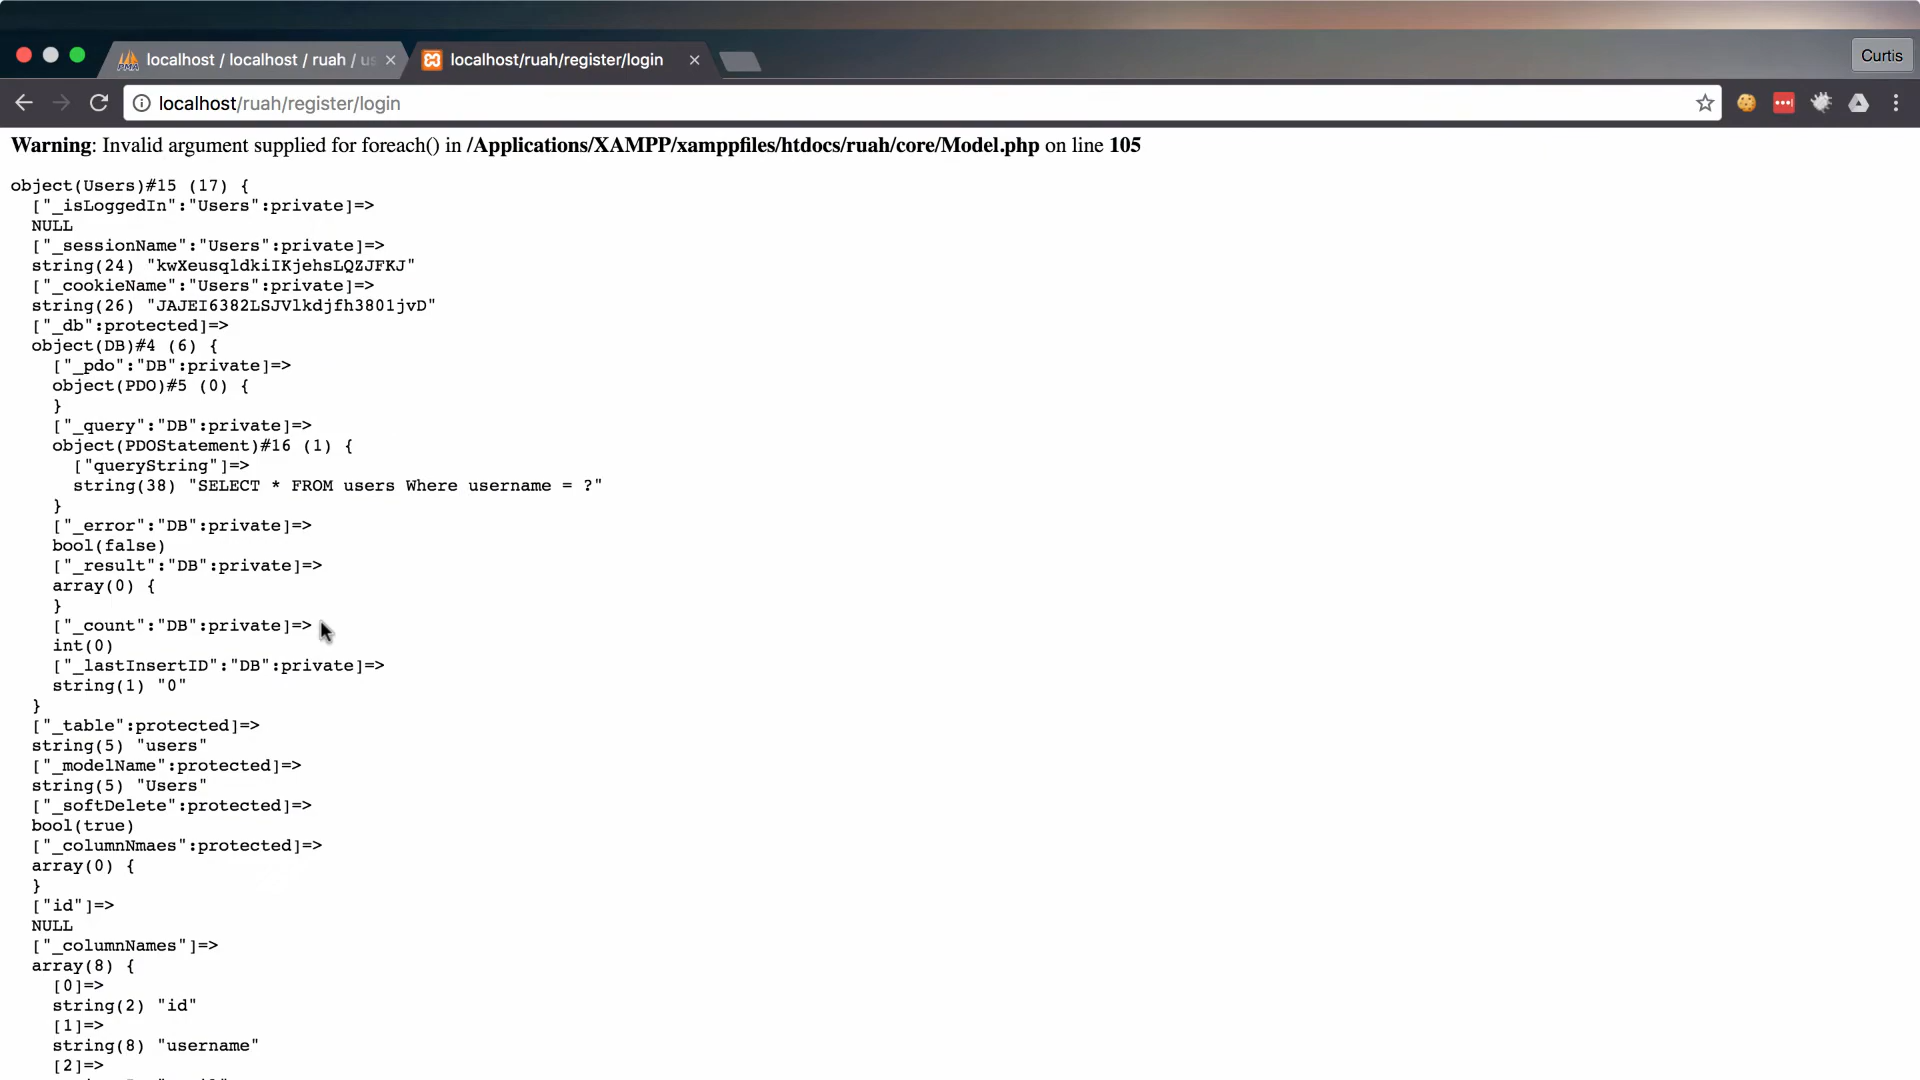 localhost / localhost / ruah / us
localhost/ruah/register/login
Curtis
localhost/ruah/register/login
Warning: Invalid argument supplied for foreach() in /Applications/XAMPP/xamppfiles/htdocs/ruah/core/Model.php on line 105
object(Users)#15 (17) {
["_isLoggedIn":"Users":private]=>
NULL
["_sessionName":"Users":private]=>
string(24) "kwXeusqldkiIKjehsLQZJFKJ"
["_cookieName":"Users":private]=>
string(26) "JAJEI6382LSJVlkdjfh3801jvD"
["_db":protected]=>
object(DB)#4 (6) {
["_pdo":"DB":private]=>
object(PDO)#5 (0) {
}
["_query":"DB":private]=>
object(PDOStatement)#16 (1) {
["queryString"]=>
string(38) "SELECT * FROM users Where username = ?"
}
["_error":"DB":private]=>
bool(false)
["_result":"DB":private]=>
array(0) {
}
["_count":"DB":private]=>
int(0)
["_lastInsertID":"DB":private]=>
string(1) "0"
}
["_table":protected]=>
string(5) "users"
["_modelName":protected]=>
string(5) "Users"
["_softDelete":protected]=>
bool(true)
["_columnNmaes":protected]=>
array(0) {
}
["id"]=>
NULL
["_columnNames"]=>
array(8) {
[0]=>
string(2) "id"
[1]=>
string(8) "username"
[2]=>